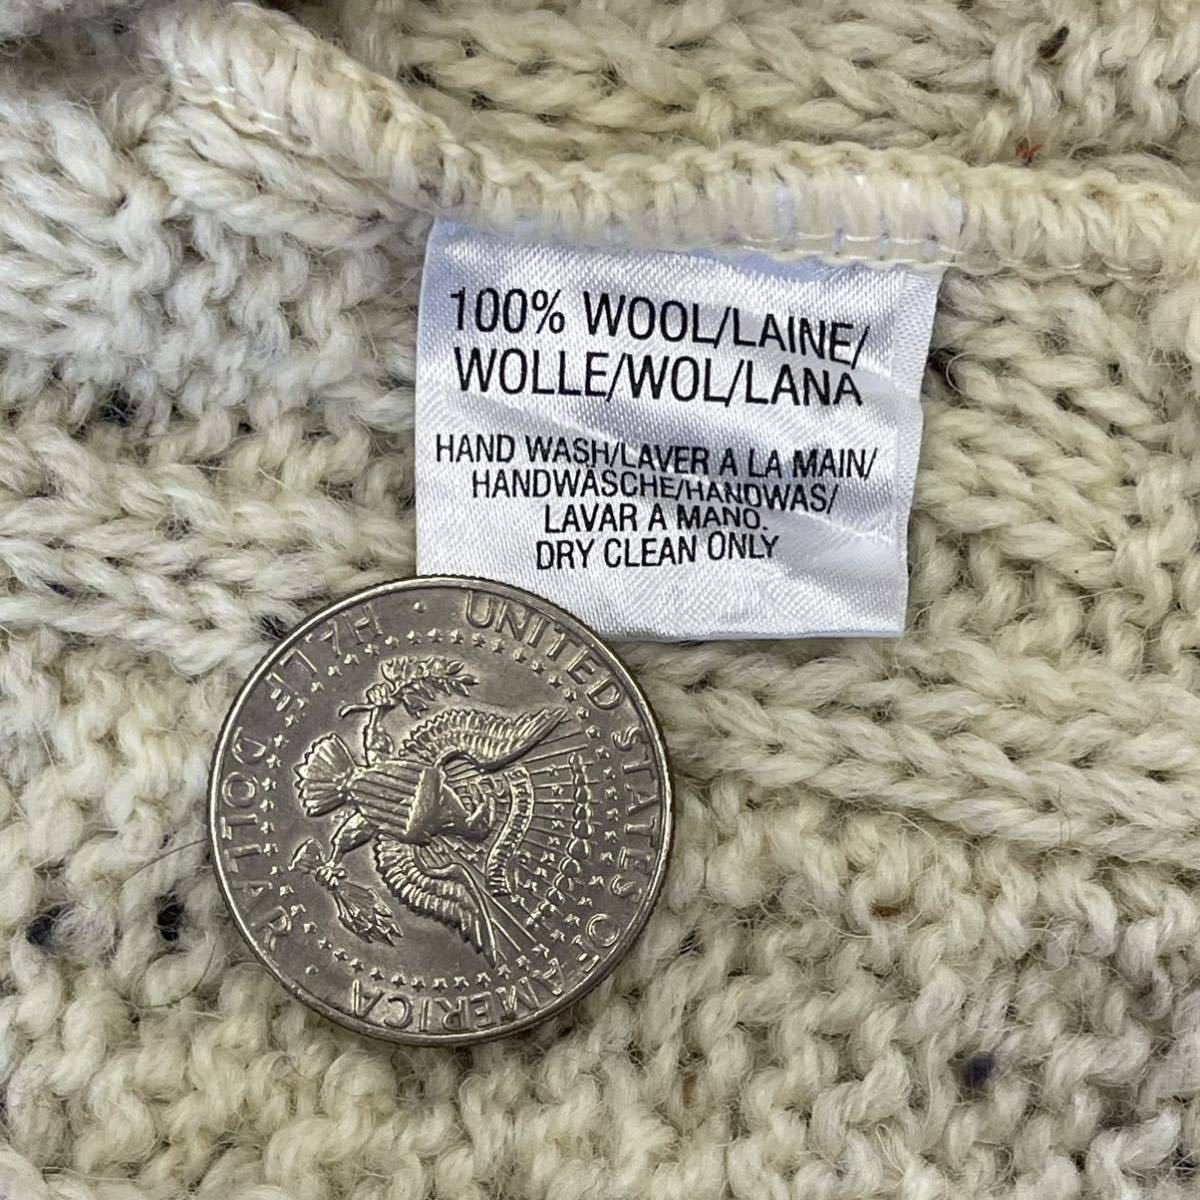 100% WOOL/LAINE/
WOLLE/WOL/LANA
HAND WASH/LAVER A LA MAIN/
HANDWASCHE/HANDWAS/
LAVAR A MANO.
DRY CLEAN ONLY
UNITED STATES OF AMERICA
HALF DOLLAR